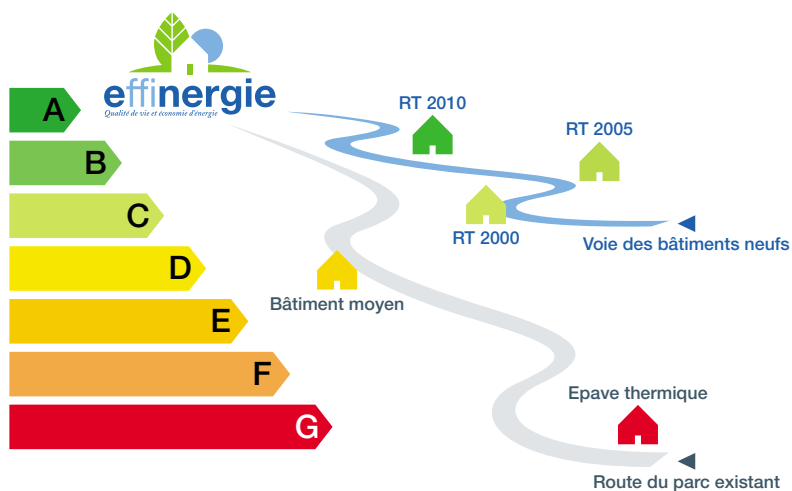 effinergie
Qualité de vie et économie d'énergie
A
B
C
D
E
F
G
RT 2010
RT 2005
RT 2000
Voie des bâtiments neufs
Bâtiment moyen
Epave thermique
Route du parc existant